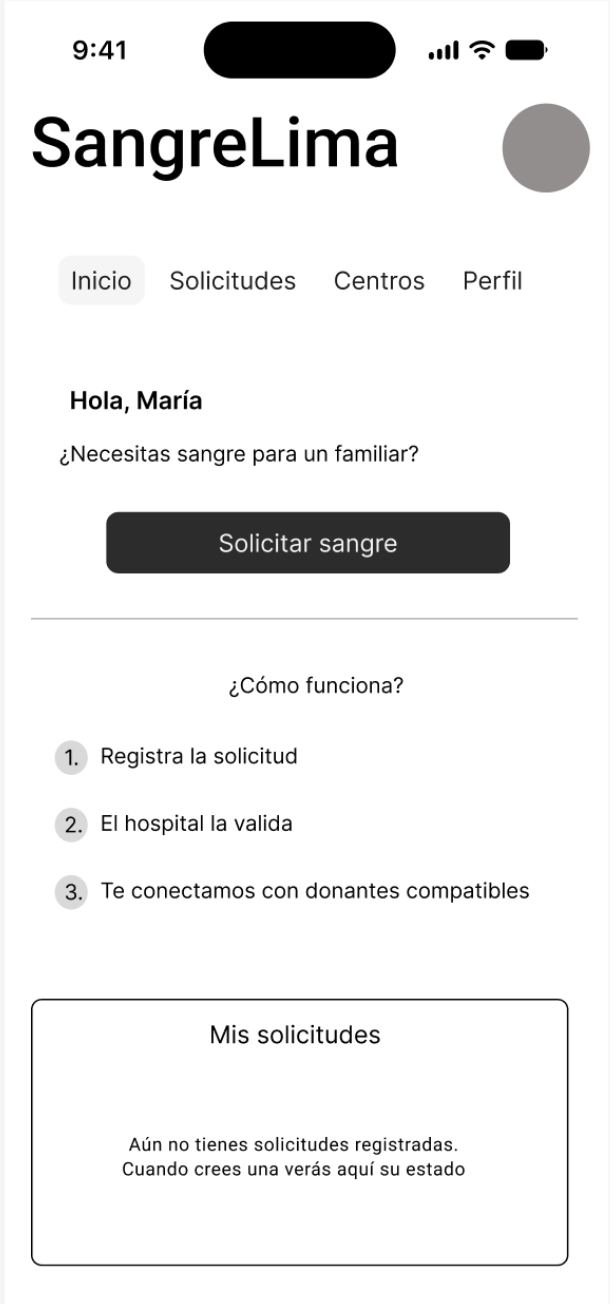 9:41
SangreLima
Inicio Solicitudes Centros Perfil
Hola, María
¿Necesitas sangre para un familiar?
Solicitar sangre
¿Cómo funciona?
1. Registra la solicitud
2. El hospital la valida
3. Te conectamos con donantes compatibles
Mis solicitudes
Aún no tienes solicitudes registradas.
Cuando crees una verás aquí su estado